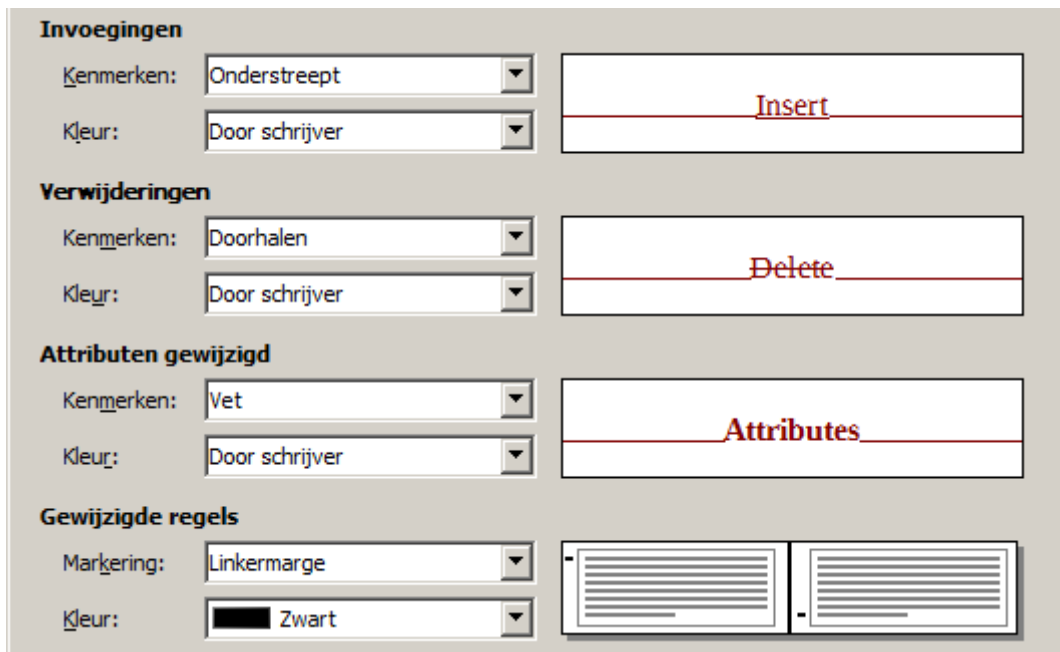 Invoegingen
Kenmerken: Onderstreept
Insert
Kleur: Door schrijver
Verwijderingen
Kenmerken: Doorhalen
Delete
Kleur: Door schrijver
Attributen gewijzigd
Kenmerken: Vet
Attributes
Kleur: Door schrijver
Gewijzigde regels
Markering: Linkermarge
Kleur: Zwart